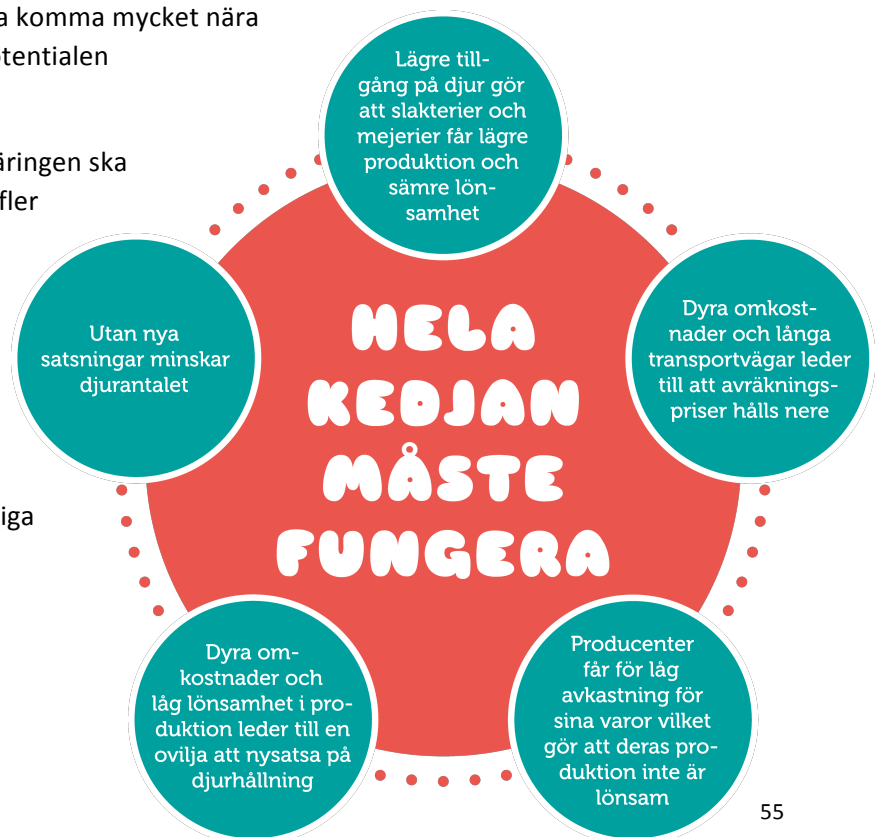 a komma mycket nära
otentialen
äringen ska
fler
iga
Lägre till-
gång på djur gör
att slakterier och
mejerier får lägre
produktion och
sämre lön-
samhet
Dyra omkost-
nader och långa
transportvägar leder
till att avräknings-
priser hålls nere
Producenter
får för låg
avkastning för
sina varor vilket
gör att deras pro-
duktion inte är
lönsam
Dyra om-
kostnader och
låg lönsamhet i pro-
duktion leder till en
ovilja att nysatsa på
djurhållning
Utan nya
satsningar minskar
djurantalet
HELA
KEDJAN
MÅSTE
FUNGERA
55